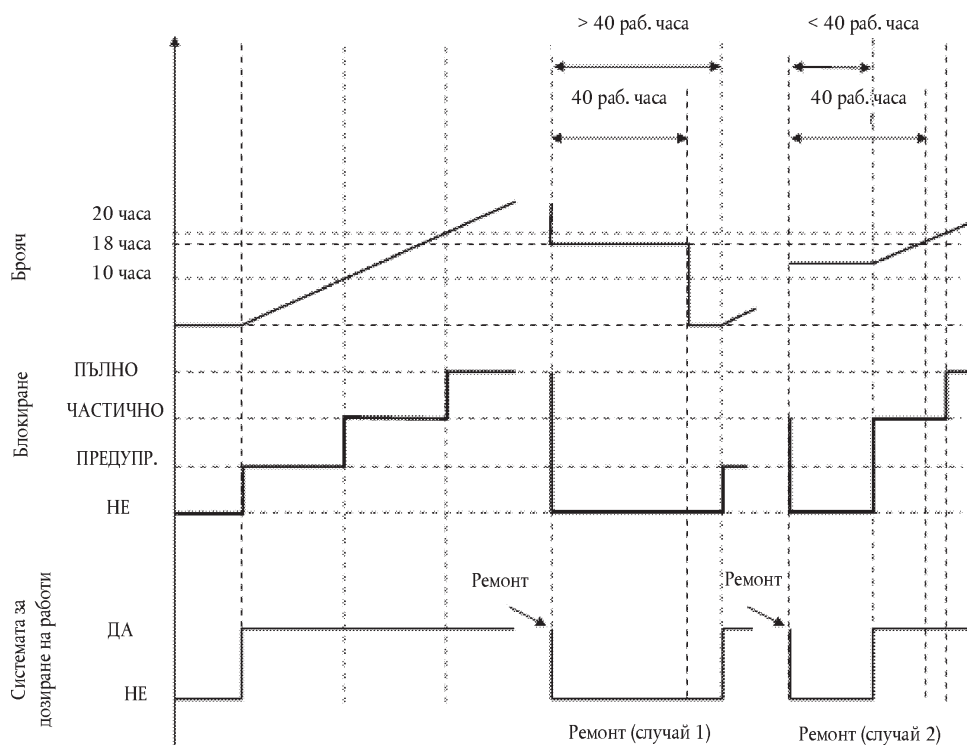 > 40 раб. часа
< 40 раб. часа
40 раб. часа
40 раб. часа
20 часа
18 часа
10 часа
Брояч
ПЪЛНО
ЧАСТИЧНО
ПРЕДУПР.
НЕ
Блокиране
Ремонт
Ремонт
ДА
НЕ
Системата за
дозиране на работи
Ремонт (случай 1)
Ремонт (случай 2)